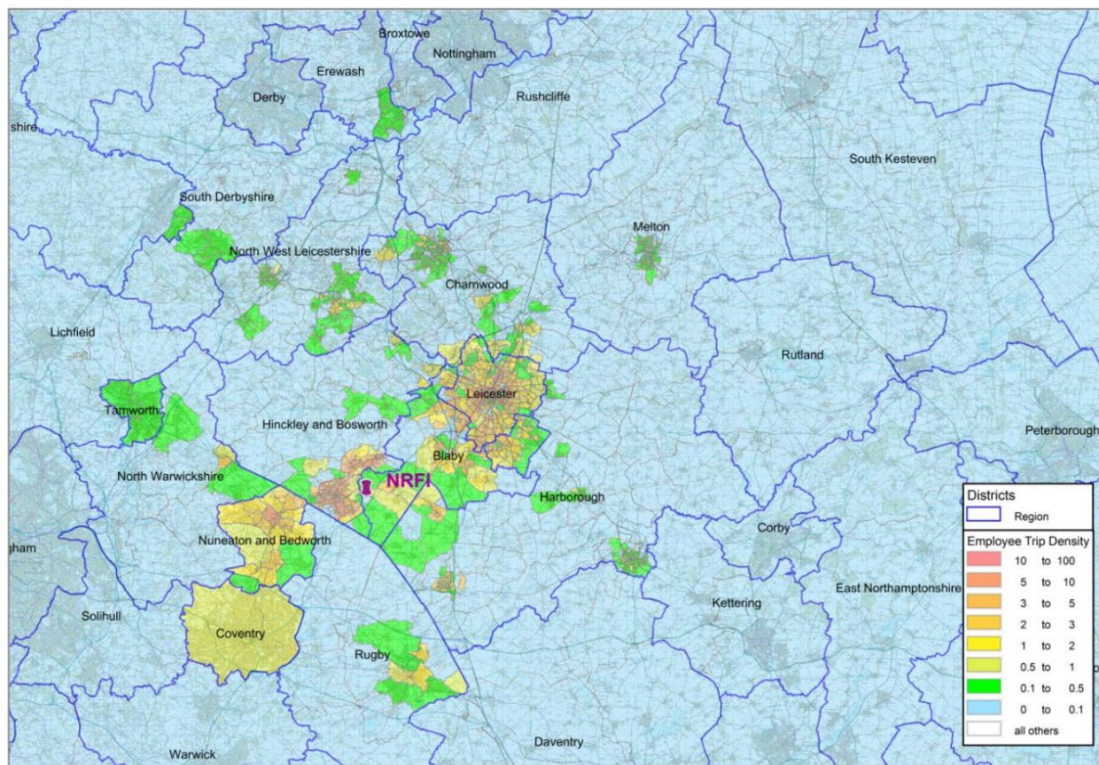 Broxtowe
Nottingham
Erewash
Derby
Rushcliffe
shire
South Kesteven
South Derbyshire
Melton
North West Leicestershire
Charnwood
Lichfield
Rutland
Leicester
Tamworth
Hinckley and Bosworth
Peterborough
Blaby
North Warwickshire
NRFI
Harborough
Corby
Nuneaton and Bedworth
gham
East Northamptonshire
Kettering
Solihull
Coventry
Rugby
Warwick
Daventry
Districts
Region
Employee Trip Density
10 to 100
5 to 10
3 to 5
2 to 3
1 to 2
0.5 to 1
0.1 to 0.5
0 to 0.1
all others